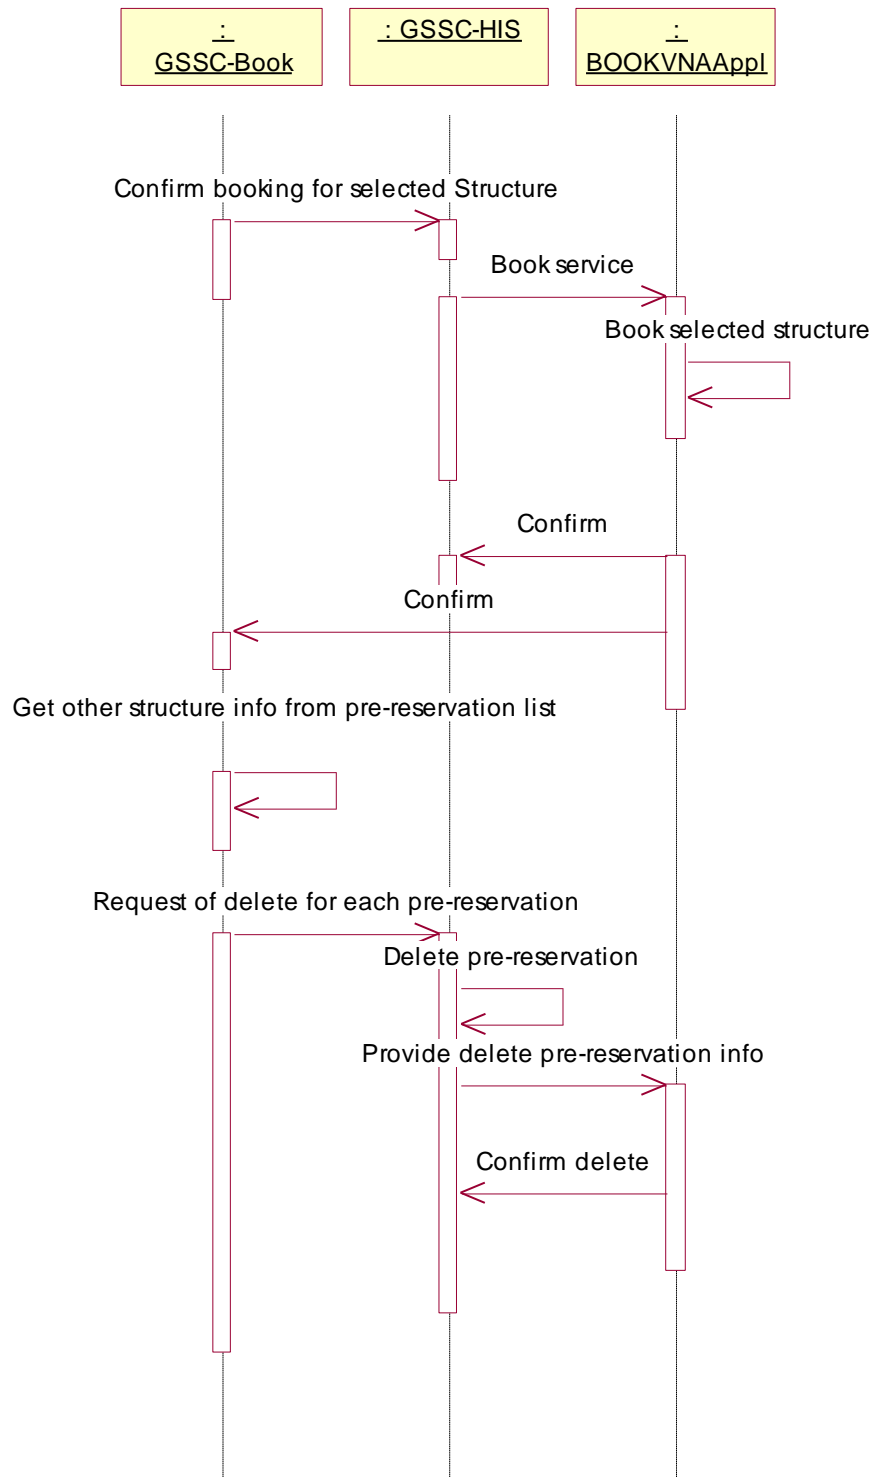 :
GSSC-Book
: GSSC-HIS
:
BOOKVNAAppl
Confirm booking for selected Structure
Book service
Book selected structure
Confirm
Confirm
Get other structure info from pre-reservation list
Request of delete for each pre-reservation
Delete pre-reservation
Provide delete pre-reservation info
Confirm delete